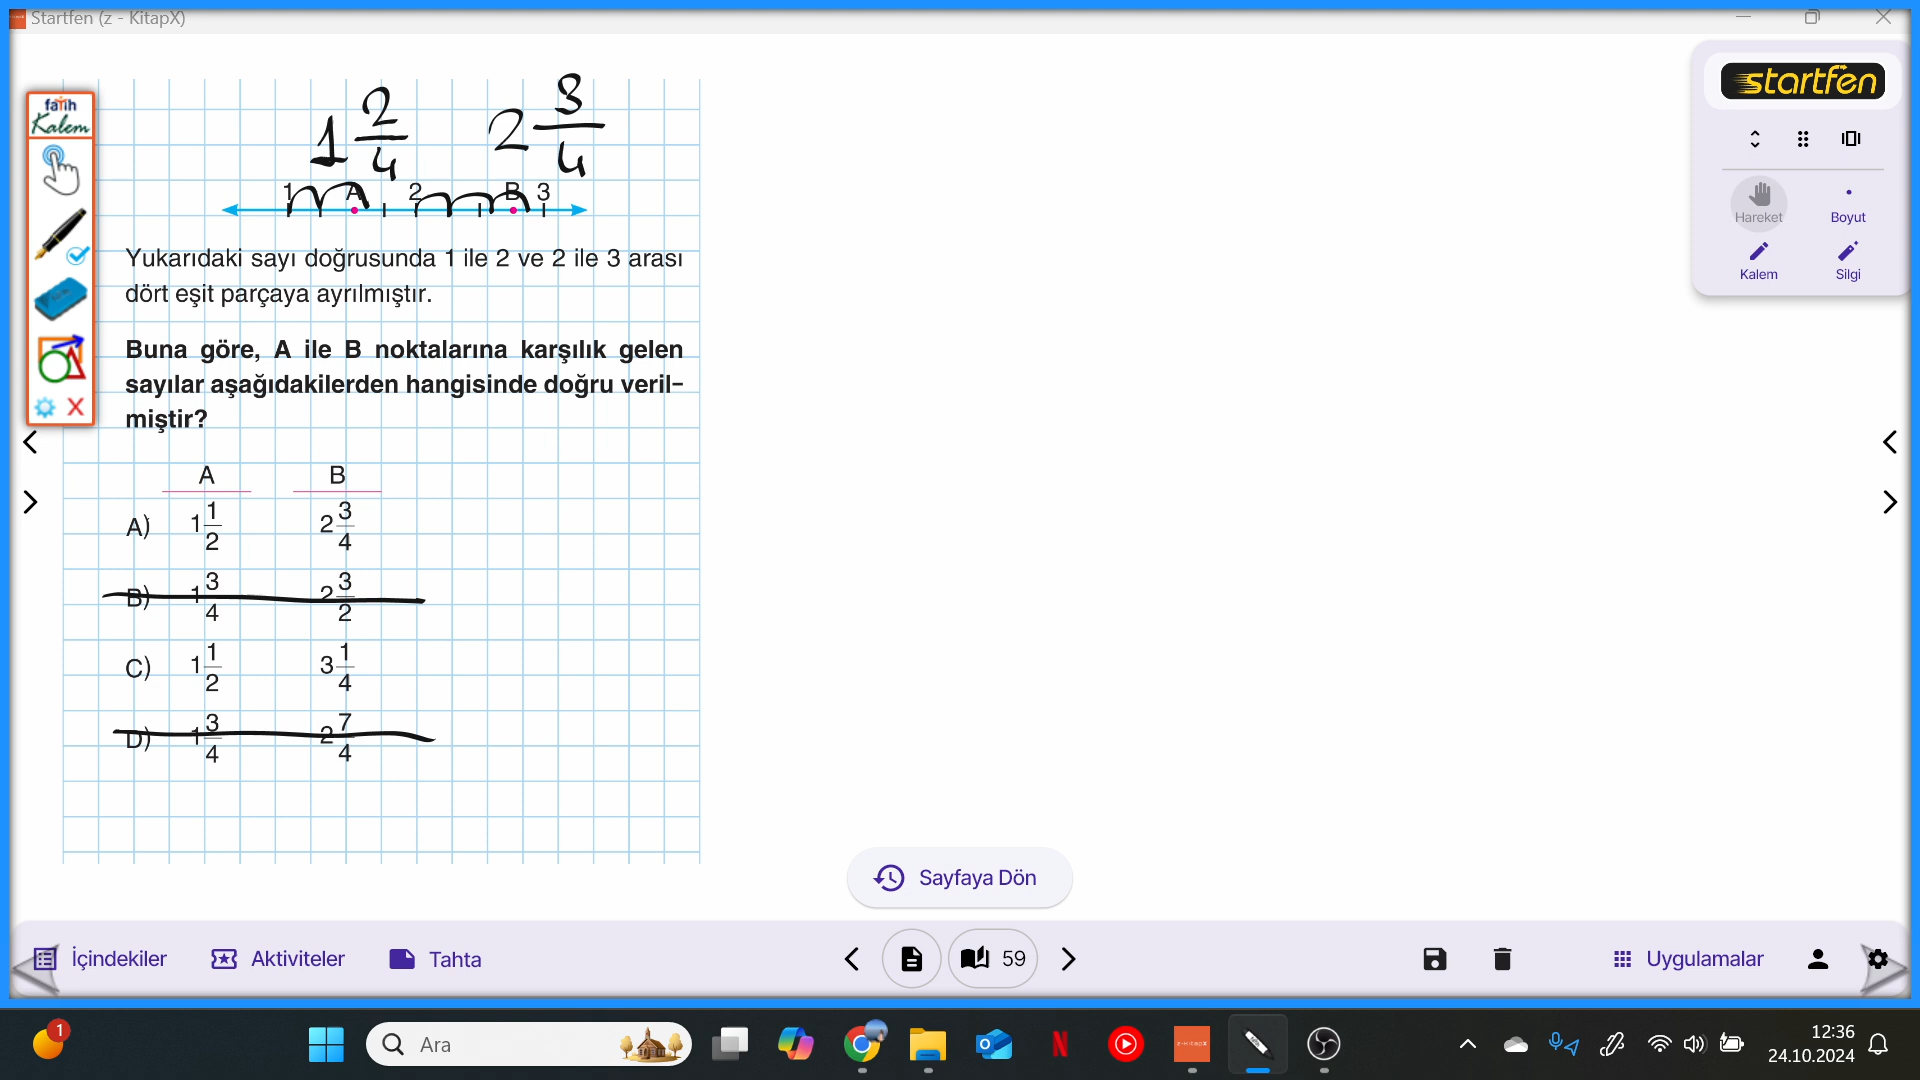 Startfen (z - KitapX)
fatih
Kalem
startfen
Hareket
Boyut
Kalem
Silgi
1 2/4 2 3/4
1 A 2 B 3
Yukarıdaki sayı doğrusunda 1 ile 2 ve 2 ile 3 arası
dört eşit parçaya ayrılmıştır.
Buna göre, A ile B noktalarına karşılık gelen
sayılar aşağıdakilerden hangisinde doğru veril-
miştir?
A B
A) 1 1/2 2 3/4
B) 1 3/4 2 3/2
C) 1 1/2 3 1/4
D) 1 3/4 2 7/4
Sayfaya Dön
İçindekiler
Aktiviteler
Tahta
59
Uygulamalar
1
Ara
12:36
24.10.2024